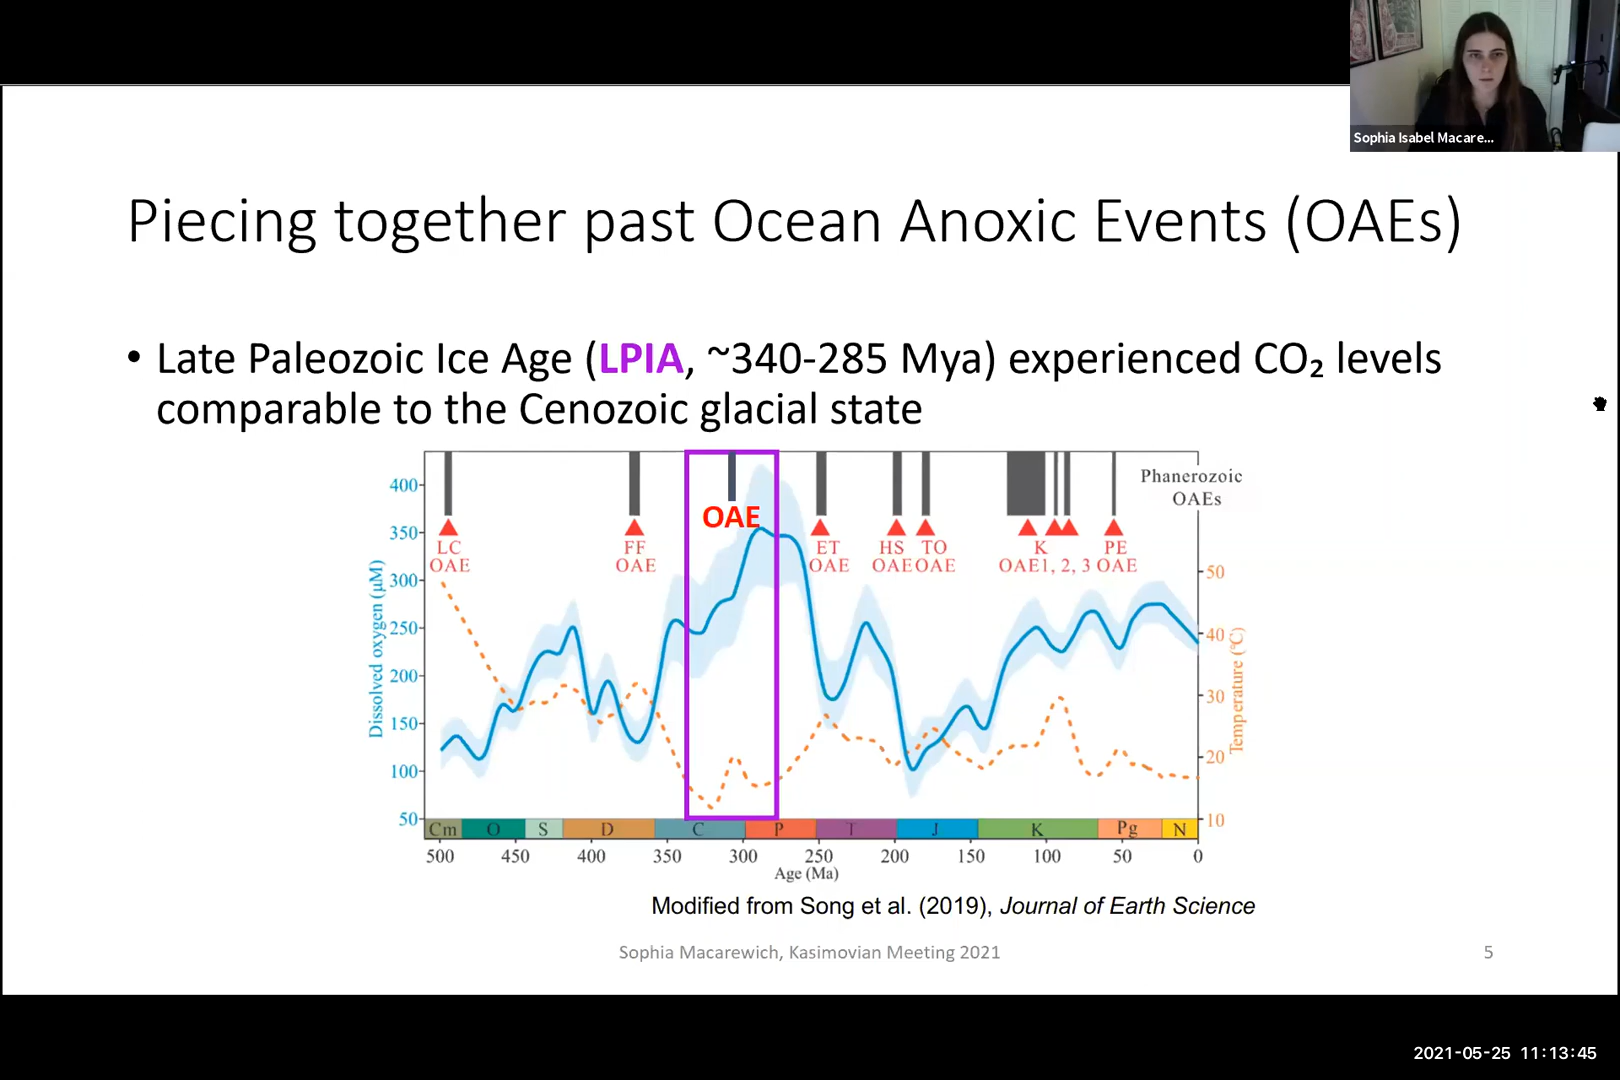 Sophia Isabel Macare...
Piecing together past Ocean Anoxic Events (OAEs)
• Late Paleozoic Ice Age (LPIA, ~340-285 Mya) experienced CO₂ levels
comparable to the Cenozoic glacial state
Phanerozoic
OAEs
OAE
LC
OAE
FF
OAE
ET
OAE
HS
OAE
TO
OAE
K
OAE1, 2, 3
PE
OAE
Dissolved oxygen (μM)
400
350
300
250
200
150
100
50
Temperature (℃)
50
40
30
20
10
Cm O S D C P T J K Pg N
500 450 400 350 300 250 200 150 100 50 0
Age (Ma)
Modified from Song et al. (2019), Journal of Earth Science
Sophia Macarewich, Kasimovian Meeting 2021
5
2021-05-25 11:13:45